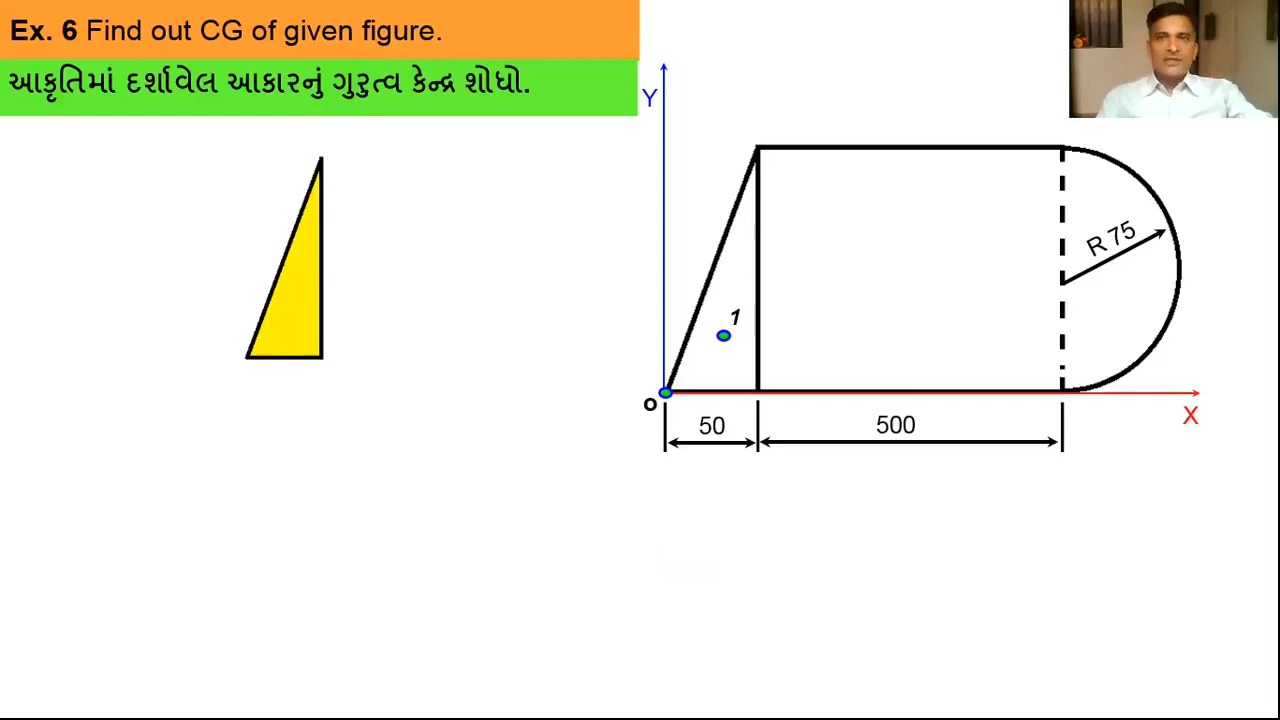 Ex. 6 Find out CG of given figure.
આકૃતિમાં દર્શાવેલ આકારનું ગુરુત્વ કેન્દ્ર શોધો.
Y
R 75
1
O
X
50
500